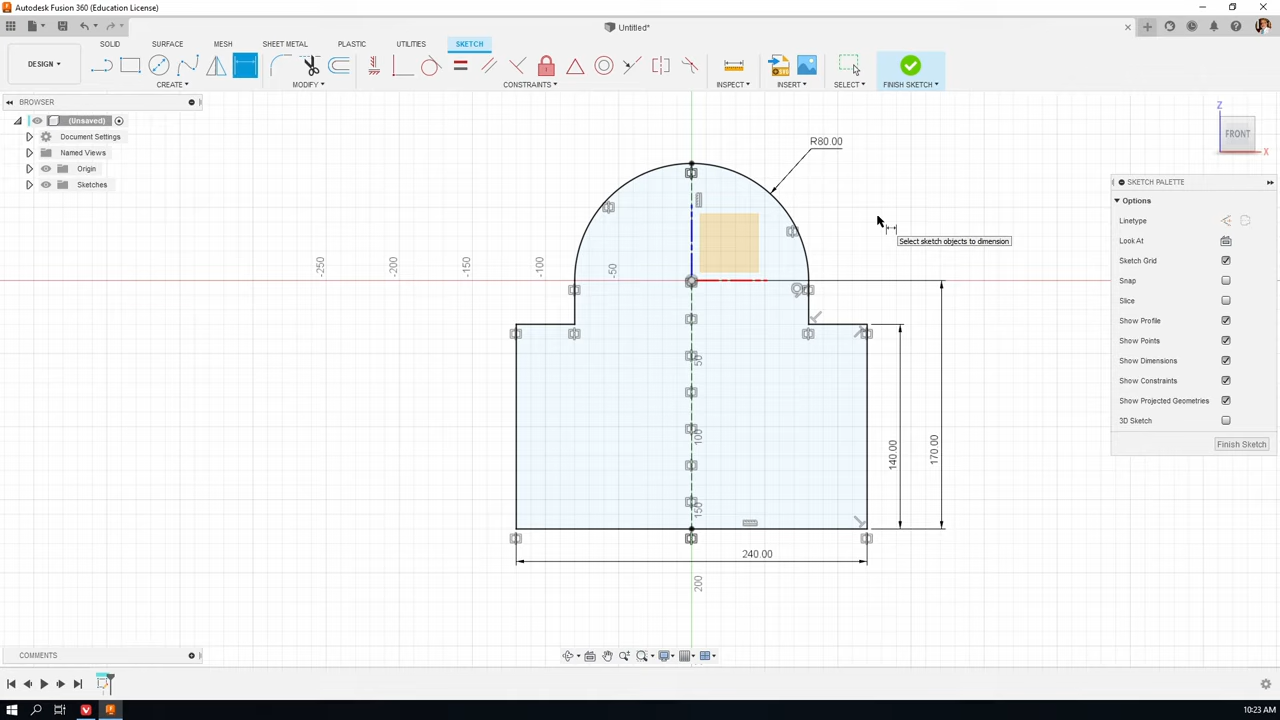 Autodesk Fusion 360 (Education License)
Untitled*
SOLID SURFACE MESH SHEET METAL PLASTIC UTILITIES SKETCH
DESIGN
CREATE MODIFY CONSTRAINTS INSPECT INSERT SELECT FINISH SKETCH
BROWSER
(Unsaved)
Document Settings
Named Views
Origin
Sketches
Z
FRONT
X
SKETCH PALETTE
Options
Linetype
Look At
Sketch Grid
Snap
Slice
Show Profile
Show Points
Show Dimensions
Show Constraints
Show Projected Geometries
3D Sketch
Finish Sketch
R80.00
Select sketch objects to dimension
-250
-200
-150
-100
-50
50
100
150
200
140.00
170.00
240.00
COMMENTS
10:23 AM